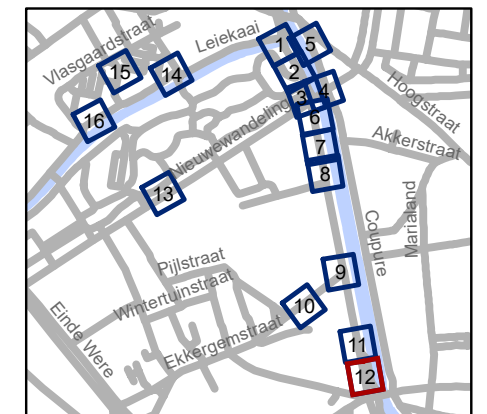 Vlasgaardstraat
Leiekaai
1
5
2
15
14
3
4
Hoogstraat
16
6
Nieuwewandeling
7
Akkerstraat
8
13
Marialand
Coupure
Pijlstraat
9
Wintertuinstraat
10
Einde Were
Ekkergemstraat
11
12